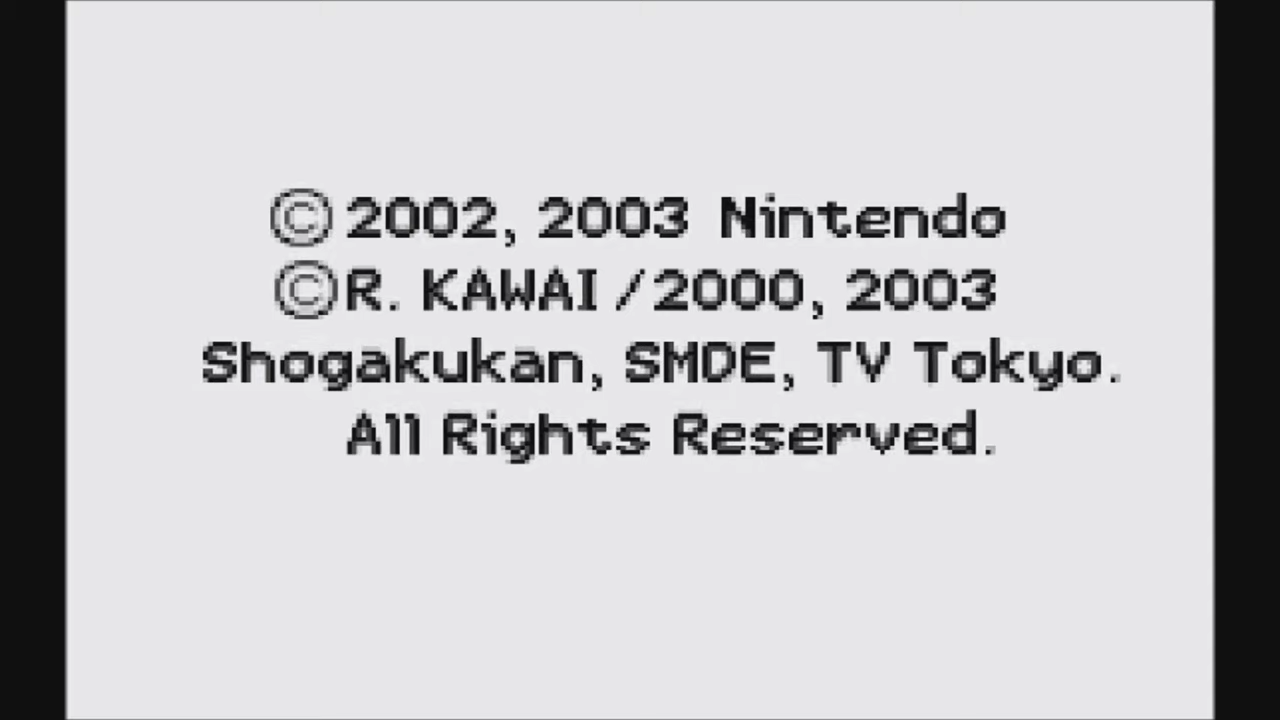 ©2002, 2003 Nintendo
©R. KAWAI /2000, 2003
Shogakukan, SMDE, TV Tokyo.
All Rights Reserved.